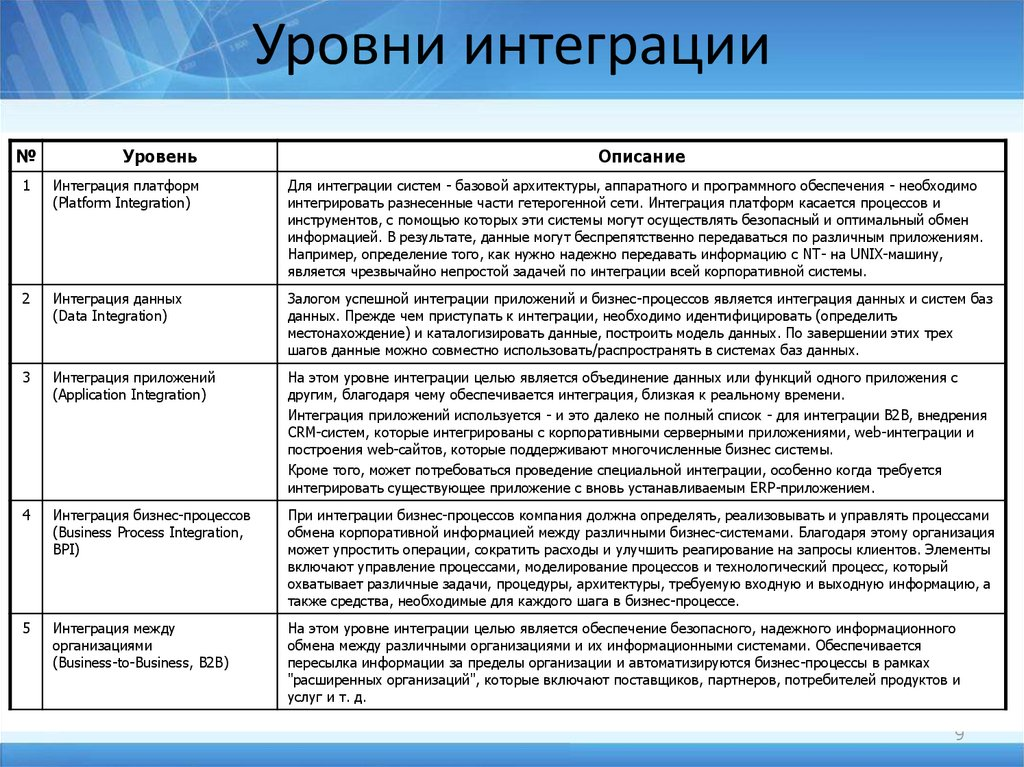 Уровни интеграции
№ Уровень Описание
1 Интеграция платформ
(Platform Integration)
Для интеграции систем - базовой архитектуры, аппаратного и программного обеспечения - необходимо
интегрировать разнесенные части гетерогенной сети. Интеграция платформ касается процессов и
инструментов, с помощью которых эти системы могут осуществлять безопасный и оптимальный обмен
информацией. В результате, данные могут беспрепятственно передаваться по различным приложениям.
Например, определение того, как нужно надежно передавать информацию с NT- на UNIX-машину,
является чрезвычайно непростой задачей по интеграции всей корпоративной системы.
2 Интеграция данных
(Data Integration)
Залогом успешной интеграции приложений и бизнес-процессов является интеграция данных и систем баз
данных. Прежде чем приступать к интеграции, необходимо идентифицировать (определить
местонахождение) и каталогизировать данные, построить модель данных. По завершении этих трех
шагов данные можно совместно использовать/распространять в системах баз данных.
3 Интеграция приложений
(Application Integration)
На этом уровне интеграции целью является объединение данных или функций одного приложения с
другим, благодаря чему обеспечивается интеграция, близкая к реальному времени.
Интеграция приложений используется - и это далеко не полный список - для интеграции B2B, внедрения
CRM-систем, которые интегрированы с корпоративными серверными приложениями, web-интеграции и
построения web-сайтов, которые поддерживают многочисленные бизнес системы.
Кроме того, может потребоваться проведение специальной интеграции, особенно когда требуется
интегрировать существующее приложение с вновь устанавливаемым ERP-приложением.
4 Интеграция бизнес-процессов
(Business Process Integration,
BPI)
При интеграции бизнес-процессов компания должна определять, реализовывать и управлять процессами
обмена корпоративной информацией между различными бизнес-системами. Благодаря этому организация
может упростить операции, сократить расходы и улучшить реагирование на запросы клиентов. Элементы
включают управление процессами, моделирование процессов и технологический процесс, который
охватывает различные задачи, процедуры, архитектуры, требуемую входную и выходную информацию, а
также средства, необходимые для каждого шага в бизнес-процессе.
5 Интеграция между
организациями
(Business-to-Business, B2B)
На этом уровне интеграции целью является обеспечение безопасного, надежного информационного
обмена между различными организациями и их информационными системами. Обеспечивается
пересылка информации за пределы организации и автоматизируются бизнес-процессы в рамках
"расширенных организаций", которые включают поставщиков, партнеров, потребителей продуктов и
услуг и т. д.
9